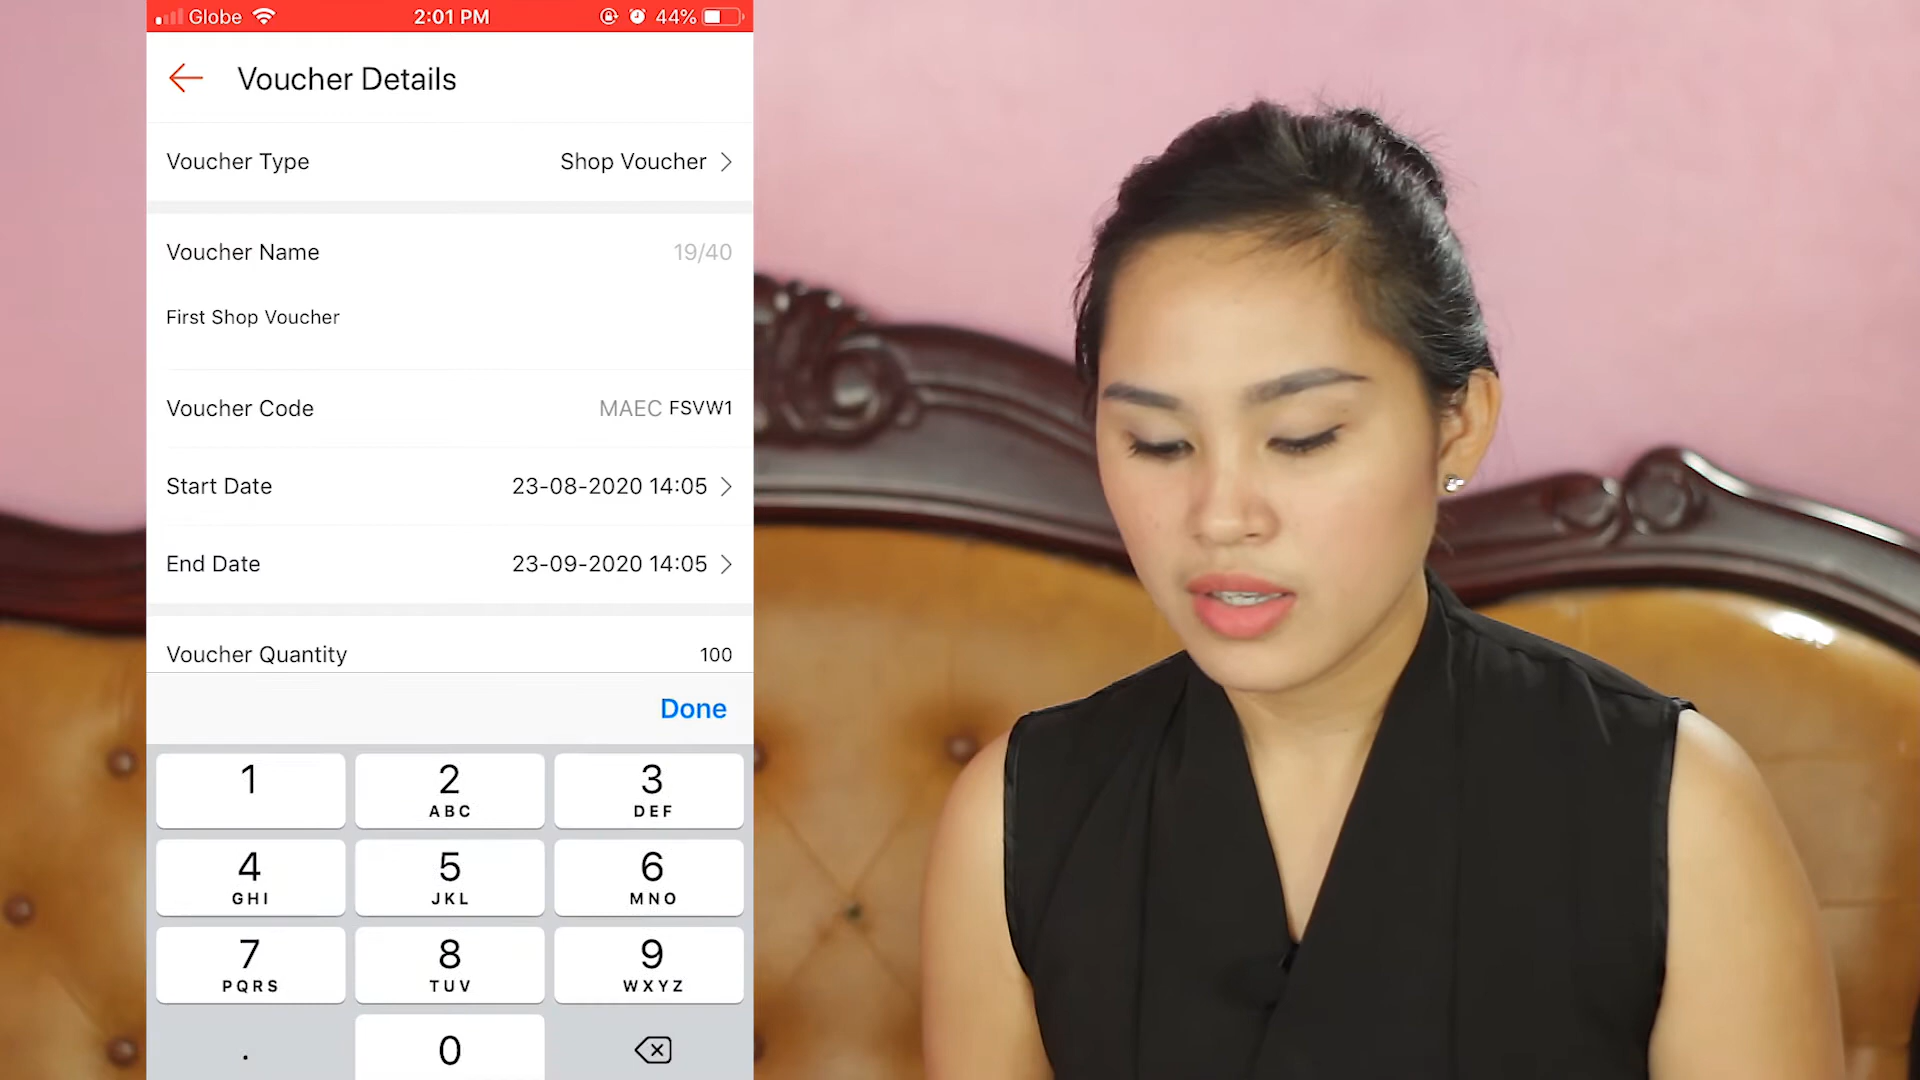 Globe 2:01 PM 44%
Voucher Details
Voucher Type Shop Voucher
Voucher Name 19/40
First Shop Voucher
Voucher Code MAEC FSVW1
Start Date 23-08-2020 14:05
End Date 23-09-2020 14:05
Voucher Quantity 100
Done
1 2 3
ABC DEF
4 5 6
GHI JKL MNO
7 8 9
PQRS TUV WXYZ
. 0